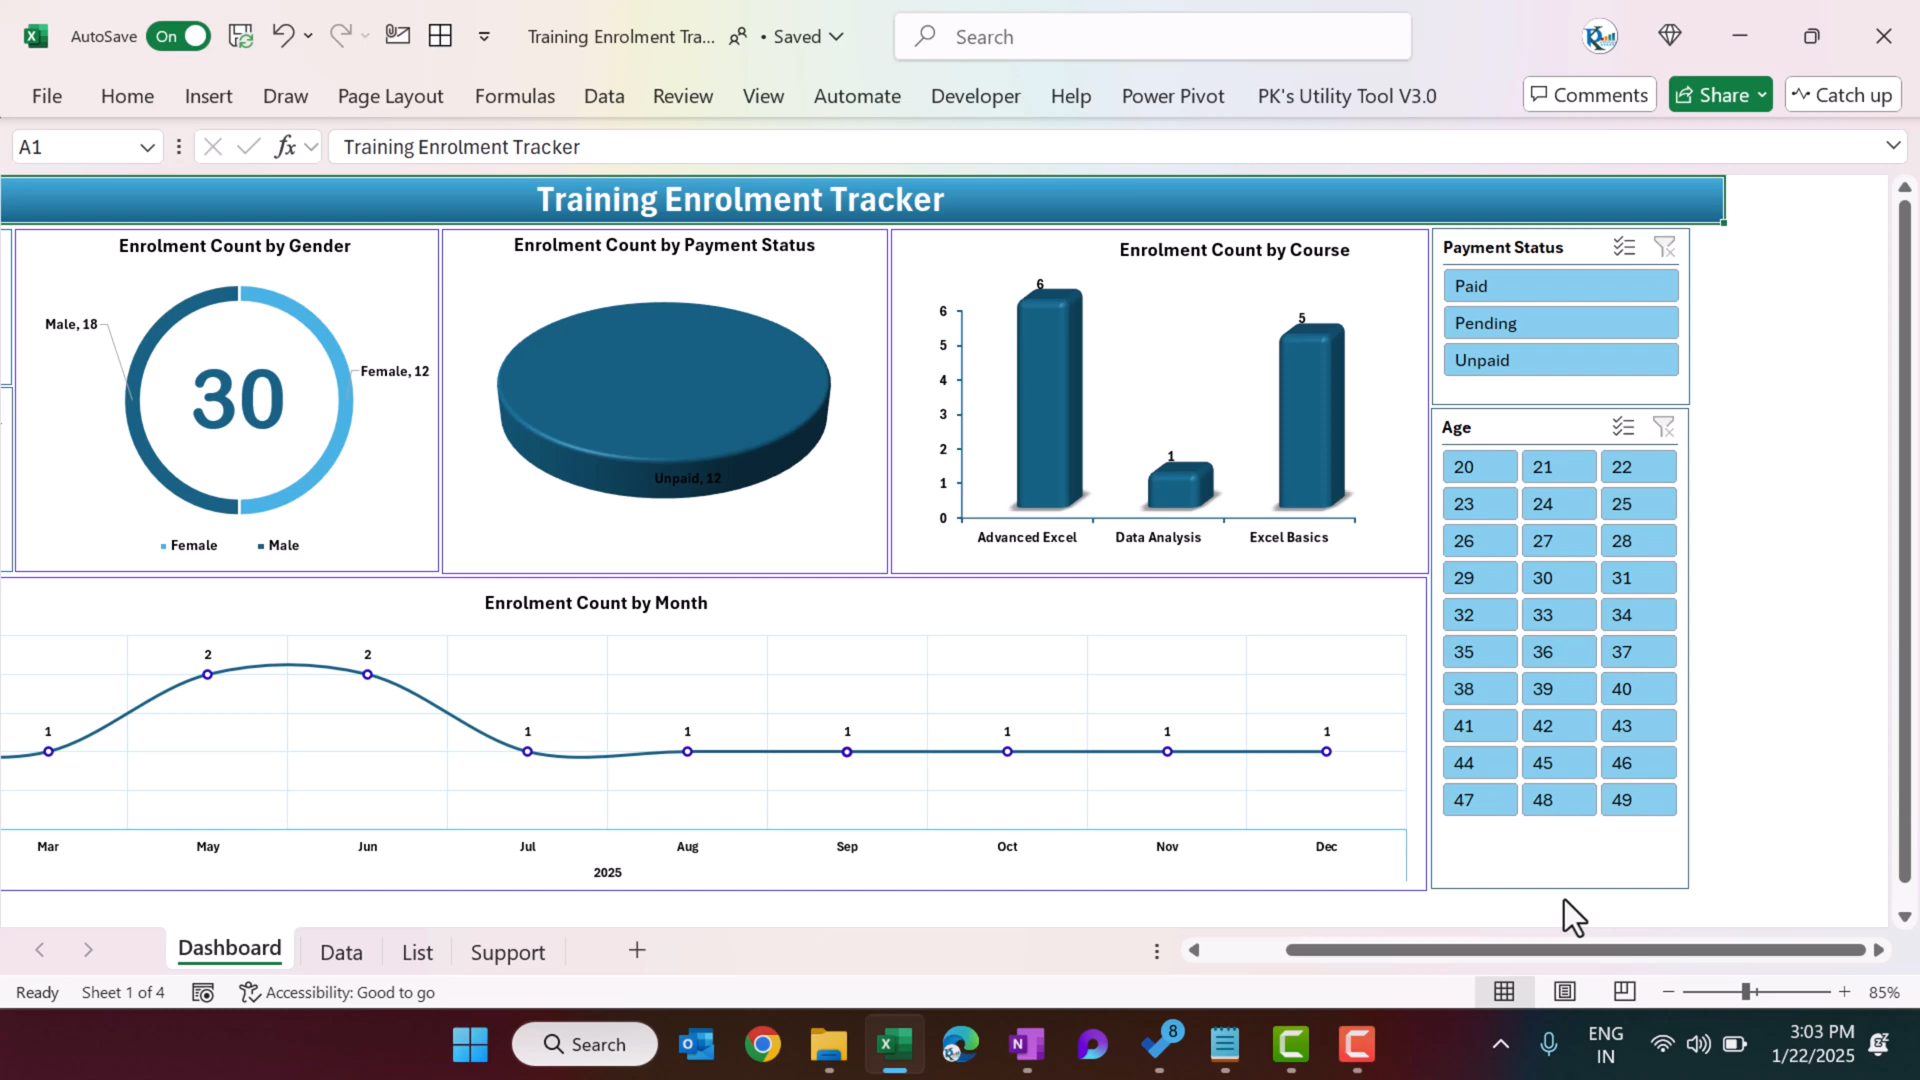 AutoSave On
Training Enrolment Tra... • Saved
Search
File Home Insert Draw Page Layout Formulas Data Review View Automate Developer Help Power Pivot PK's Utility Tool V3.0
Comments Share Catch up
A1 fx Training Enrolment Tracker
Training Enrolment Tracker
Enrolment Count by Gender
Male, 18
Female, 12
30
Female Male
Enrolment Count by Payment Status
Unpaid, 12
Enrolment Count by Course
6
5
4
3
2
1
0
6
1
5
Advanced Excel Data Analysis Excel Basics
Payment Status
Paid
Pending
Unpaid
Age
20 21 22
23 24 25
26 27 28
29 30 31
32 33 34
35 36 37
38 39 40
41 42 43
44 45 46
47 48 49
Enrolment Count by Month
1 2 2 1 1 1 1 1 1
Mar May Jun Jul Aug Sep Oct Nov Dec
2025
Dashboard Data List Support
Ready Sheet 1 of 4 Accessibility: Good to go
85%
Search
8
ENG
IN
3:03 PM
1/22/2025